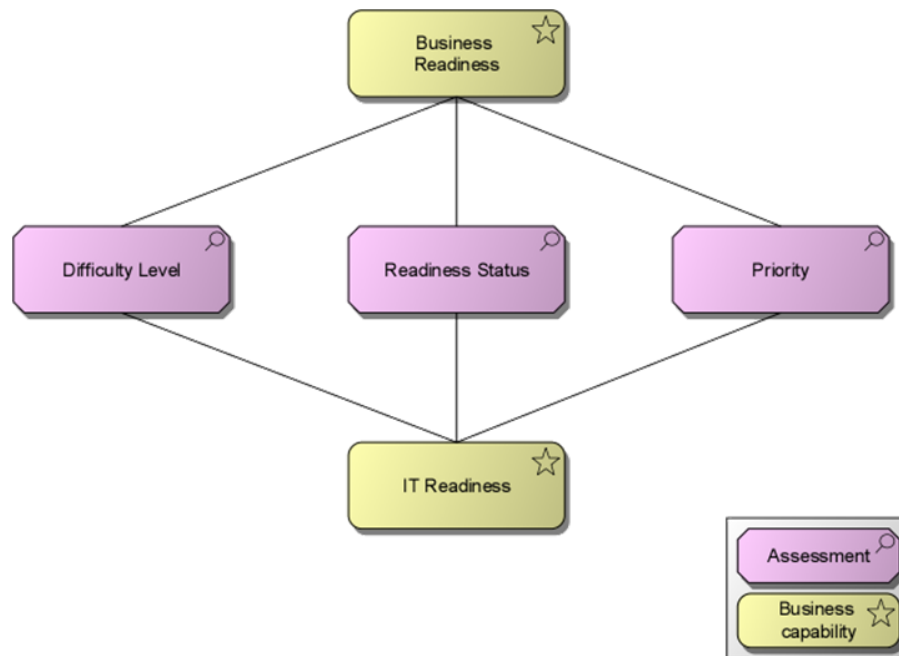 Business
Readiness
Difficulty Level
Readiness Status
Priority
IT Readiness
Assessment
Business
capability